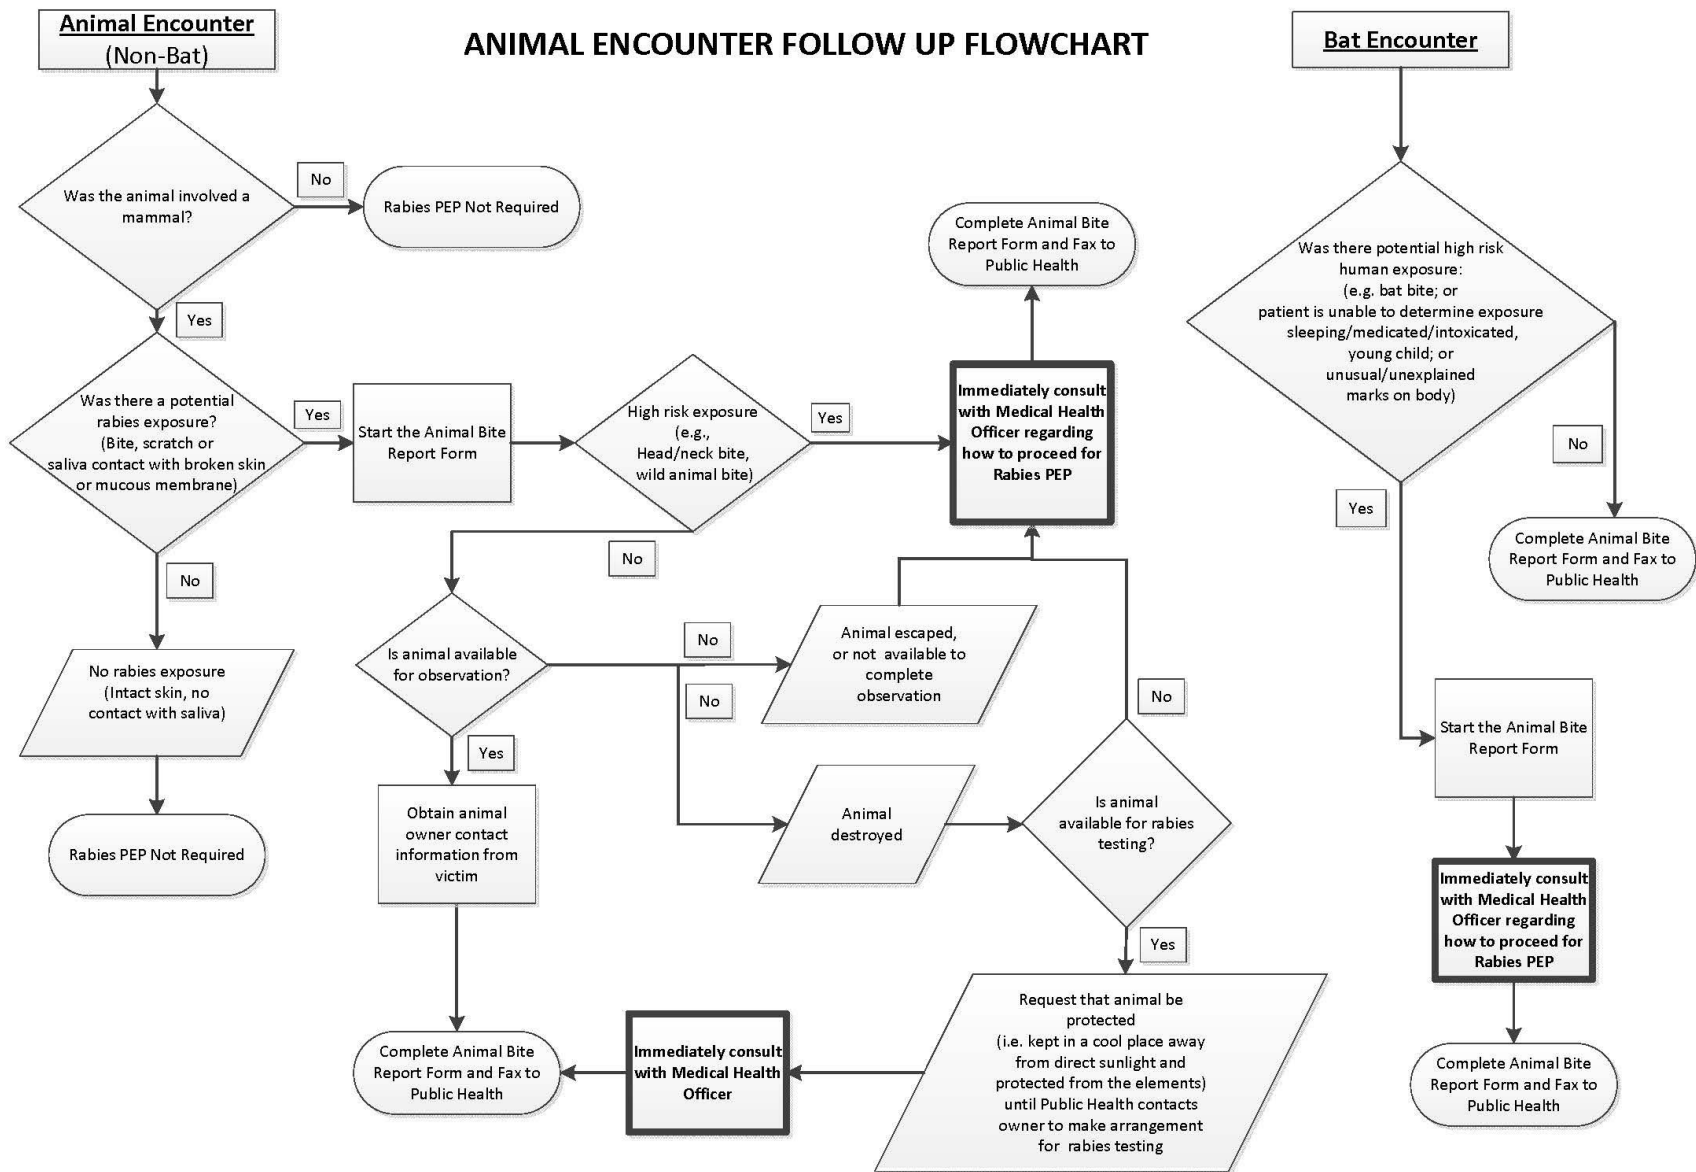 Animal Encounter
(Non-Bat)
ANIMAL ENCOUNTER FOLLOW UP FLOWCHART
Bat Encounter
Was the animal involved a
mammal?
No
Rabies PEP Not Required
Yes
Was there a potential
rabies exposure?
(Bite, scratch or
saliva contact with broken skin
or mucous membrane)
Yes
Start the Animal Bite
Report Form
High risk exposure
(e.g.,
Head/neck bite,
wild animal bite)
Yes
Immediately consult
with Medical Health
Officer regarding
how to proceed for
Rabies PEP
Complete Animal Bite
Report Form and Fax to
Public Health
No
No rabies exposure
(Intact skin, no
contact with saliva)
Rabies PEP Not Required
No
Is animal available
for observation?
No
Animal escaped,
or not available to
complete
observation
No
Animal
destroyed
Is animal
available for rabies
testing?
No
Yes
Obtain animal
owner contact
information from
victim
Yes
Request that animal be
protected
(i.e. kept in a cool place away
from direct sunlight and
protected from the elements)
until Public Health contacts
owner to make arrangement
for rabies testing
Immediately consult
with Medical Health
Officer
Complete Animal Bite
Report Form and Fax to
Public Health
Was there potential high risk
human exposure:
(e.g. bat bite; or
patient is unable to determine exposure
sleeping/medicated/intoxicated,
young child; or
unusual/unexplained
marks on body)
No
Complete Animal Bite
Report Form and Fax to
Public Health
Yes
Start the Animal Bite
Report Form
Immediately consult
with Medical Health
Officer regarding
how to proceed for
Rabies PEP
Complete Animal Bite
Report Form and Fax to
Public Health